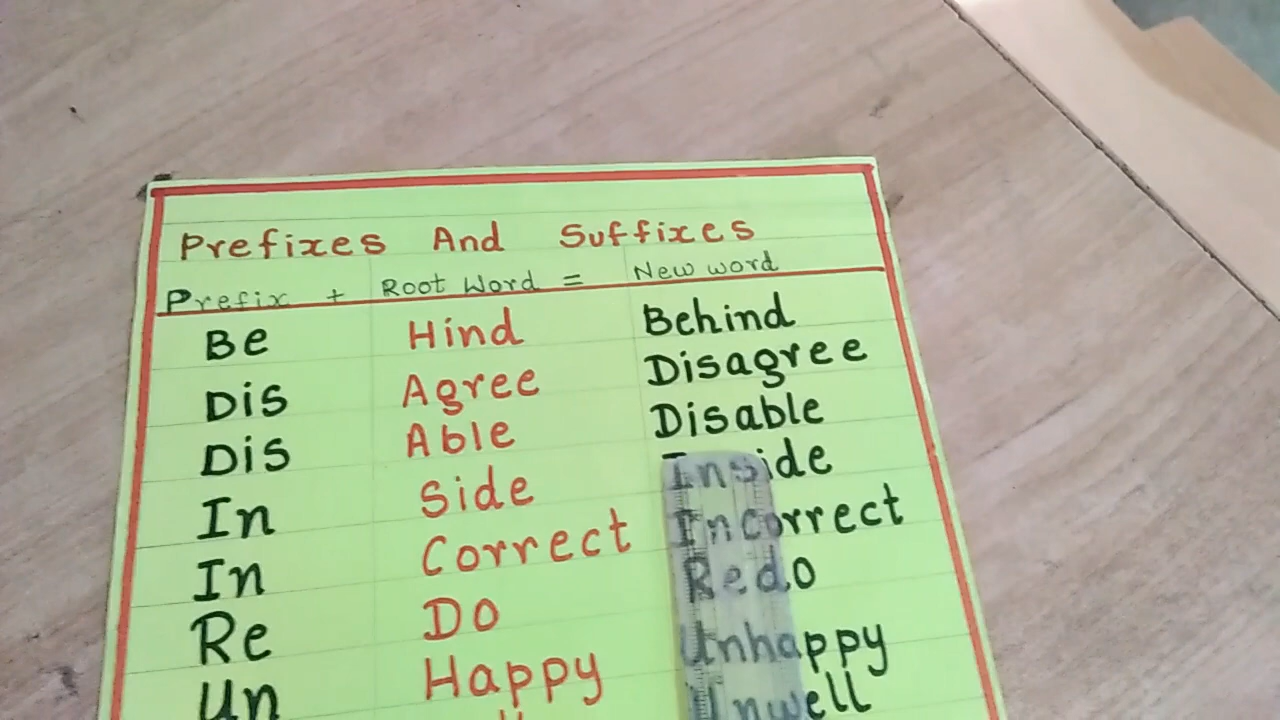 Prefixes And Suffixes
Prefix + Root Word = New word
Be Hind Behind
Dis Agree Disagree
Dis Able Disable
In Side Inside
In Correct Incorrect
Re Do Redo
Un Happy Unhappy
Unwell